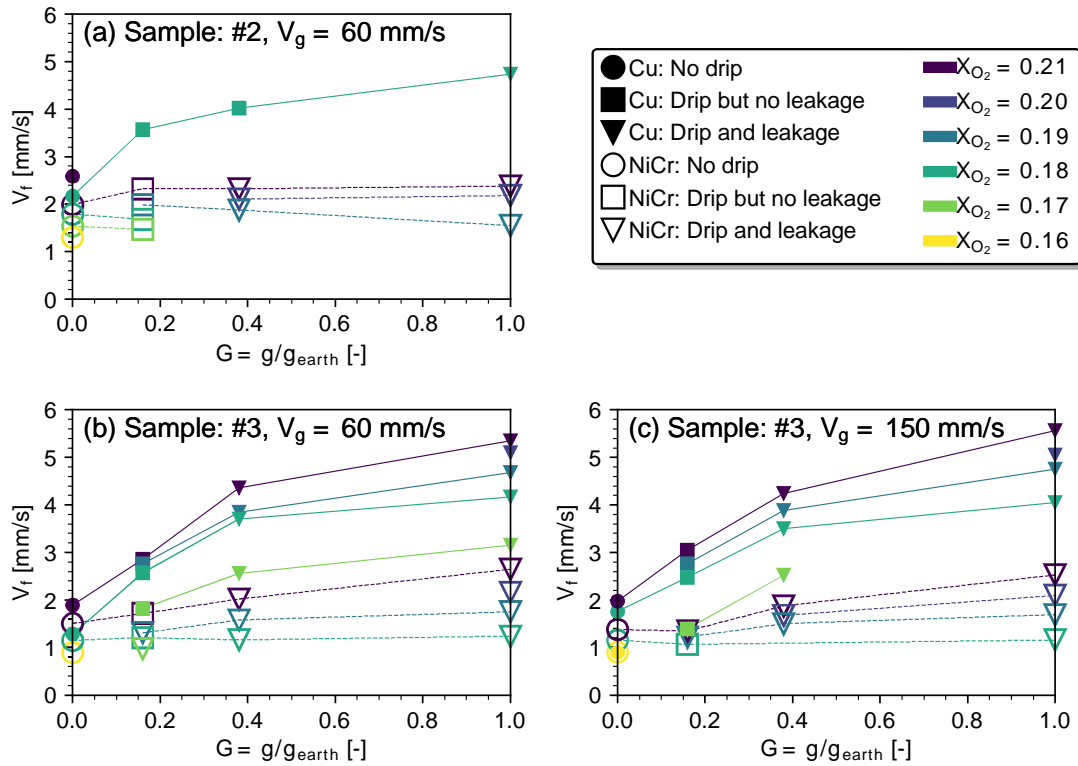 (a) Sample: #2, V_g = 60 mm/s
6
5
4
3
2
1
0
V_f [mm/s]
0.0 0.2 0.4 0.6 0.8 1.0
G = g/g_earth [-]
Cu: No drip
Cu: Drip but no leakage
Cu: Drip and leakage
NiCr: No drip
NiCr: Drip but no leakage
NiCr: Drip and leakage
X_O₂ = 0.21
X_O₂ = 0.20
X_O₂ = 0.19
X_O₂ = 0.18
X_O₂ = 0.17
X_O₂ = 0.16
(b) Sample: #3, V_g = 60 mm/s
6
5
4
3
2
1
0
V_f [mm/s]
0.0 0.2 0.4 0.6 0.8 1.0
G = g/g_earth [-]
(c) Sample: #3, V_g = 150 mm/s
6
5
4
3
2
1
0
V_f [mm/s]
0.0 0.2 0.4 0.6 0.8 1.0
G = g/g_earth [-]